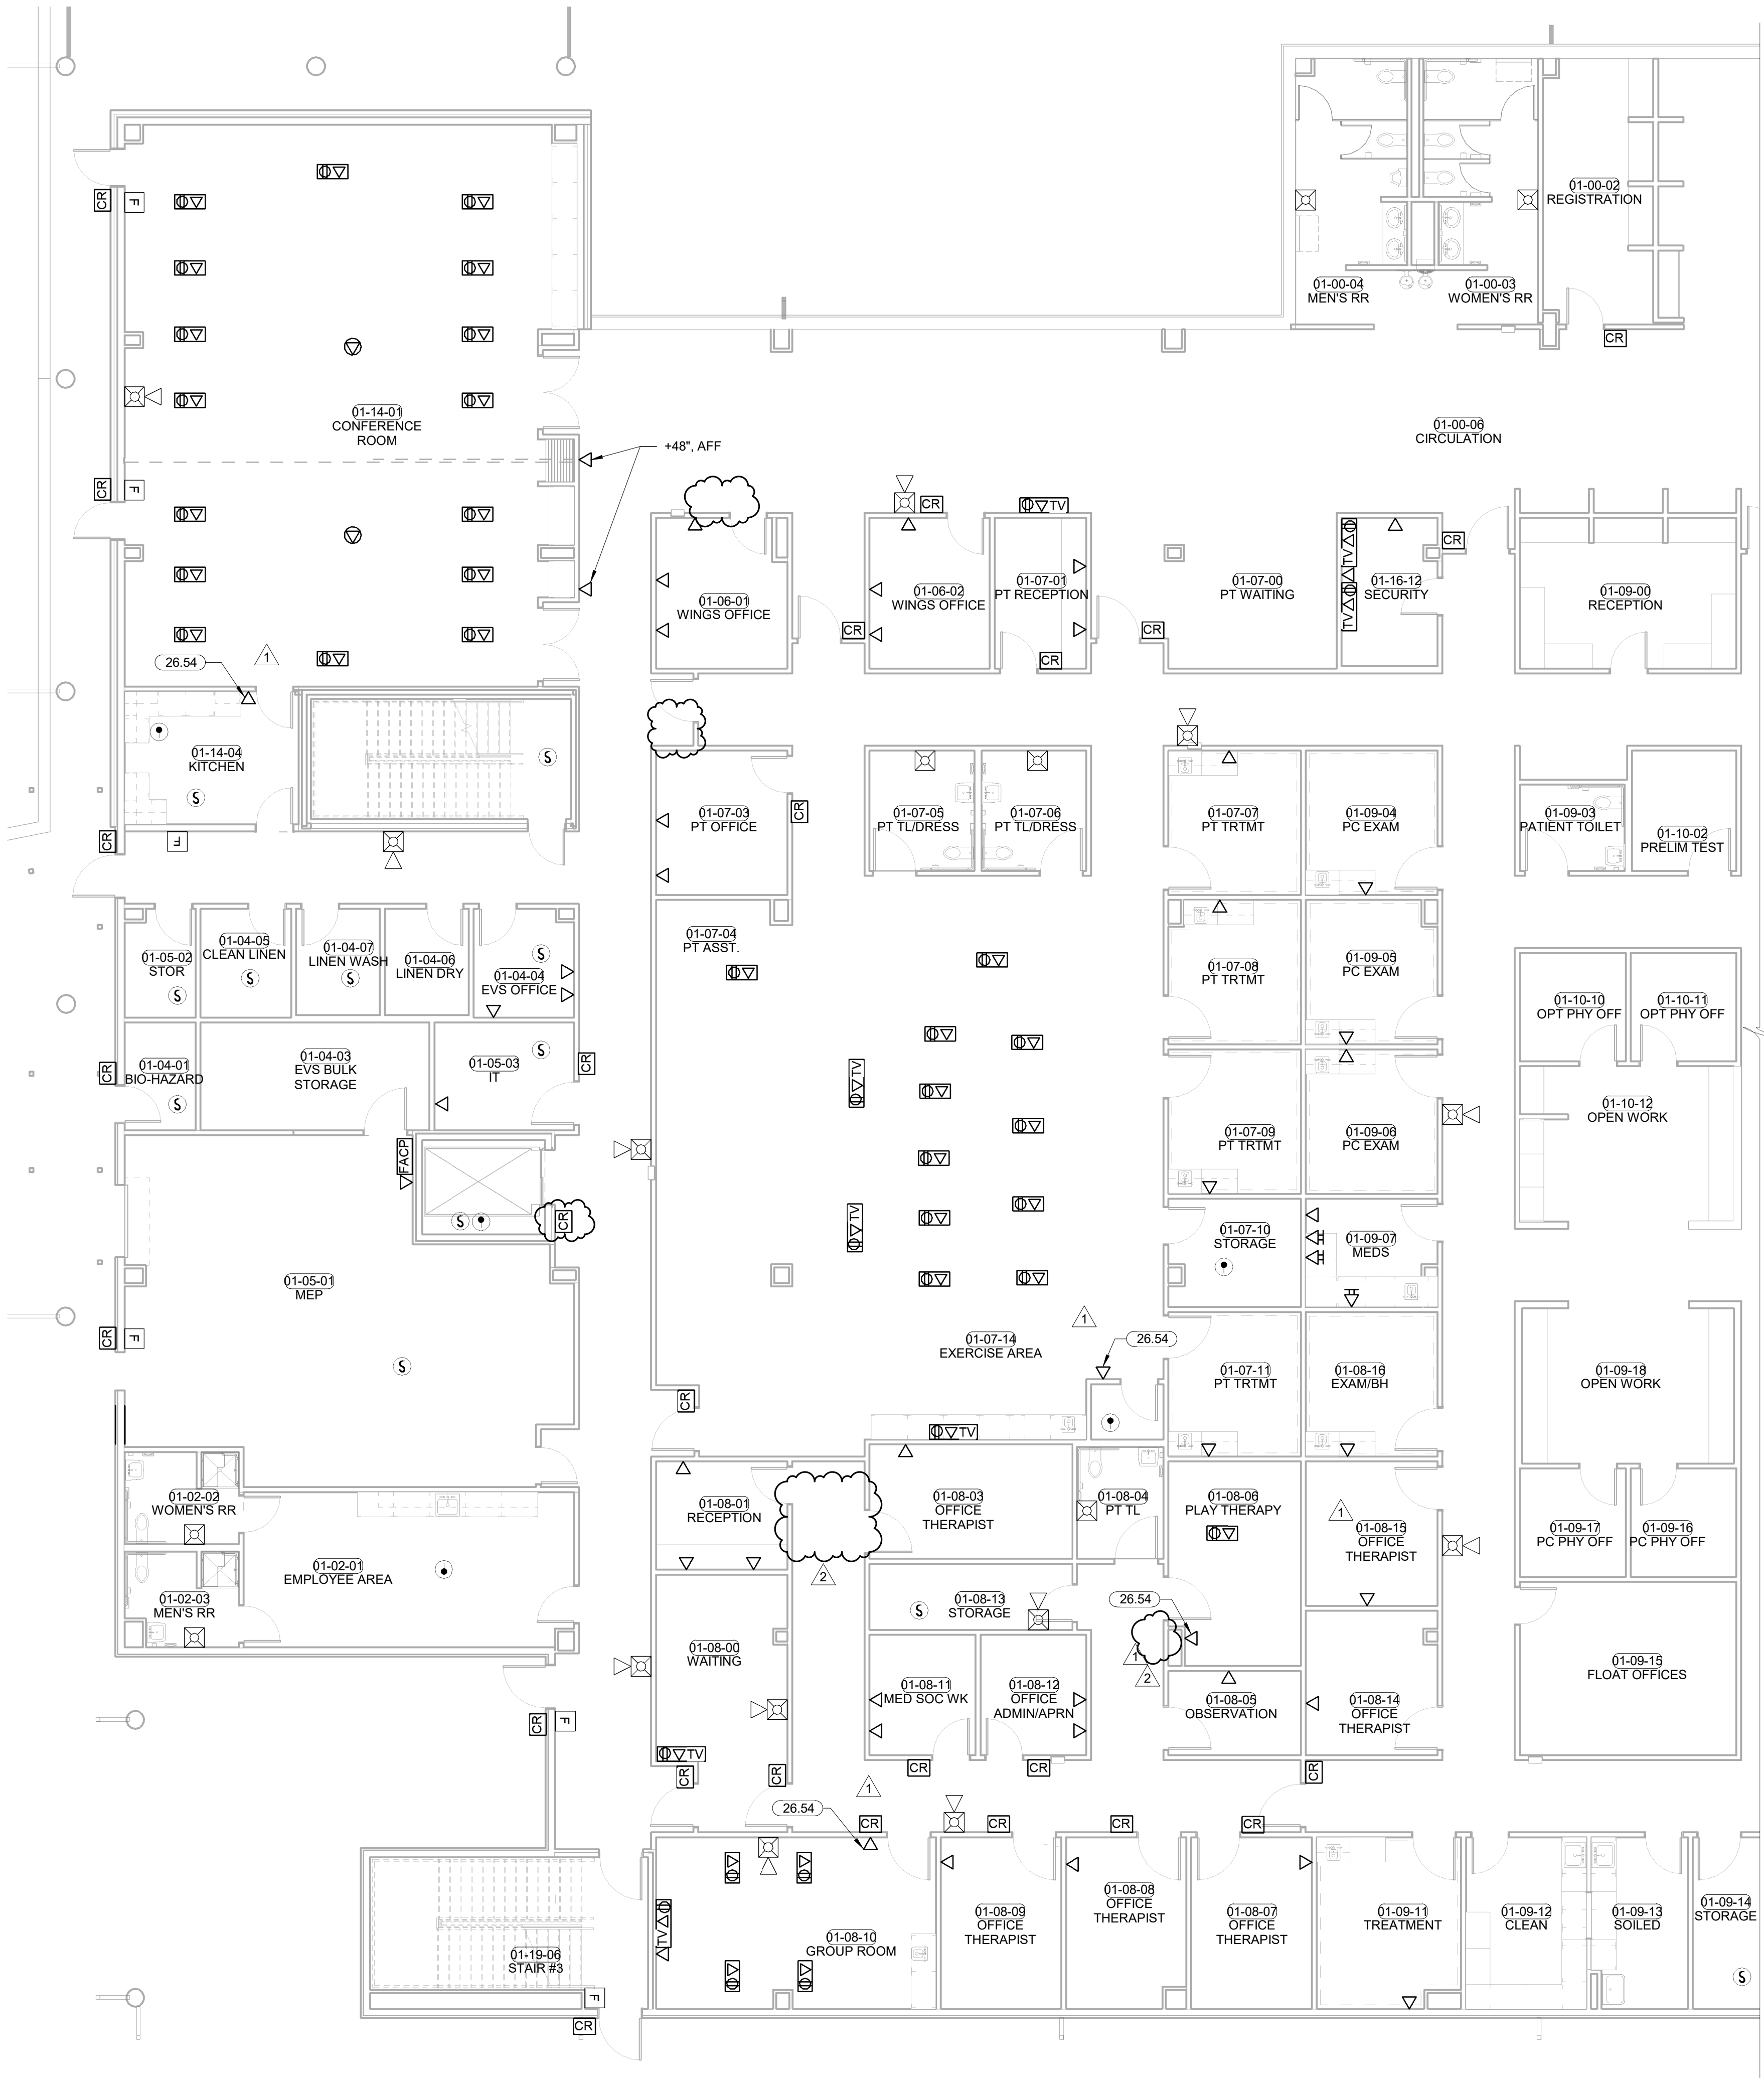 01-00-02
REGISTRATION
CR
F
01-00-04
MEN'S RR
01-00-03
WOMEN'S RR
CR
01-14-01
CONFERENCE
ROOM
01-00-06
CIRCULATION
+48", AFF
CR
F
CR
TV
TV
CR
01-06-01
WINGS OFFICE
01-06-02
WINGS OFFICE
01-07-01
PT RECEPTION
01-07-00
PT WAITING
01-16-12
SECURITY
01-09-00
RECEPTION
TV
CR
CR
CR
1
26.54
01-14-04
KITCHEN
S
S
CR
F
01-07-03
PT OFFICE
CR
01-07-05
PT TL/DRESS
01-07-06
PT TL/DRESS
01-07-07
PT TRTMT
01-09-04
PC EXAM
01-09-03
PATIENT TOILET
01-10-02
PRELIM TEST
01-05-02
STOR
S
01-04-05
CLEAN LINEN
S
01-04-07
LINEN WASH
S
01-04-06
LINEN DRY
01-04-04
EVS OFFICE
S
01-07-04
PT ASST.
01-07-08
PT TRTMT
01-09-05
PC EXAM
01-10-10
OPT PHY OFF
01-10-11
OPT PHY OFF
CR
01-04-01
BIO-HAZARD
S
01-04-03
EVS BULK
STORAGE
01-05-03
IT
S
CR
TV
01-07-09
PT TRTMT
01-09-06
PC EXAM
01-10-12
OPEN WORK
FACP
S
CR
TV
01-07-10
STORAGE
01-09-07
MEDS
01-05-01
MEP
CR
F
S
01-07-14
EXERCISE AREA
1
26.54
01-07-11
PT TRTMT
01-08-16
EXAM/BH
01-09-18
OPEN WORK
CR
TV
01-02-02
WOMEN'S RR
01-08-01
RECEPTION
2
01-08-03
OFFICE
THERAPIST
01-08-04
PT TL
01-08-06
PLAY THERAPY
1
01-08-15
OFFICE
THERAPIST
01-09-17
PC PHY OFF
01-09-16
PC PHY OFF
01-02-01
EMPLOYEE AREA
01-02-03
MEN'S RR
S
01-08-13
STORAGE
26.54
1
2
01-08-00
WAITING
01-08-11
MED SOC WK
01-08-12
OFFICE
ADMIN/APRN
01-08-05
OBSERVATION
01-08-14
OFFICE
THERAPIST
01-09-15
FLOAT OFFICES
CR
F
TV
CR
CR
CR
CR
CR
1
26.54
CR
CR
CR
CR
TV
01-08-10
GROUP ROOM
01-08-09
OFFICE
THERAPIST
01-08-08
OFFICE
THERAPIST
01-08-07
OFFICE
THERAPIST
01-09-11
TREATMENT
01-09-12
CLEAN
01-09-13
SOILED
01-09-14
STORAGE
S
01-19-06
STAIR #3
F
CR